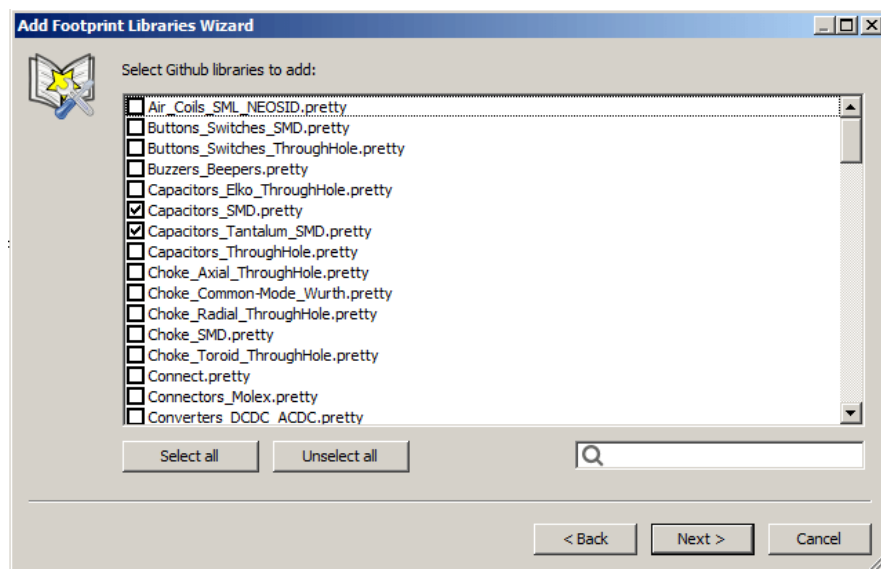 Add Footprint Libraries Wizard
Select Github libraries to add:
Air_Coils_SML_NEOSID.pretty
Buttons_Switches_SMD.pretty
Buttons_Switches_ThroughHole.pretty
Buzzers_Beepers.pretty
Capacitors_Elko_ThroughHole.pretty
Capacitors_SMD.pretty
Capacitors_Tantalum_SMD.pretty
Capacitors_ThroughHole.pretty
Choke_Axial_ThroughHole.pretty
Choke_Common-Mode_Wurth.pretty
Choke_Radial_ThroughHole.pretty
Choke_SMD.pretty
Choke_Toroid_ThroughHole.pretty
Connect.pretty
Connectors_Molex.pretty
Converters_DCDC_ACDC.pretty
Select all Unselect all
< Back Next > Cancel